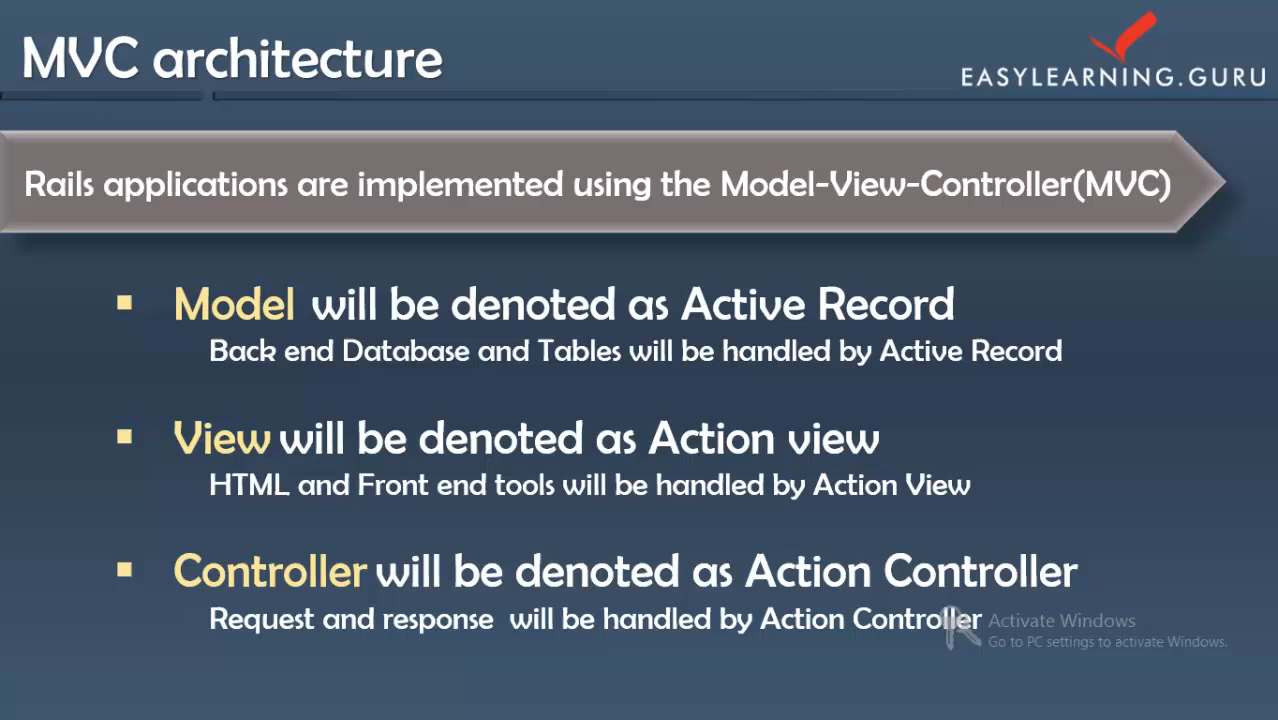 MVC architecture
EASYLEARNING.GURU
Rails applications are implemented using the Model-View-Controller(MVC)
Model will be denoted as Active Record
Back end Database and Tables will be handled by Active Record
View will be denoted as Action view
HTML and Front end tools will be handled by Action View
Controller will be denoted as Action Controller
Request and response will be handled by Action Controller
Activate Windows
Go to PC settings to activate Windows.